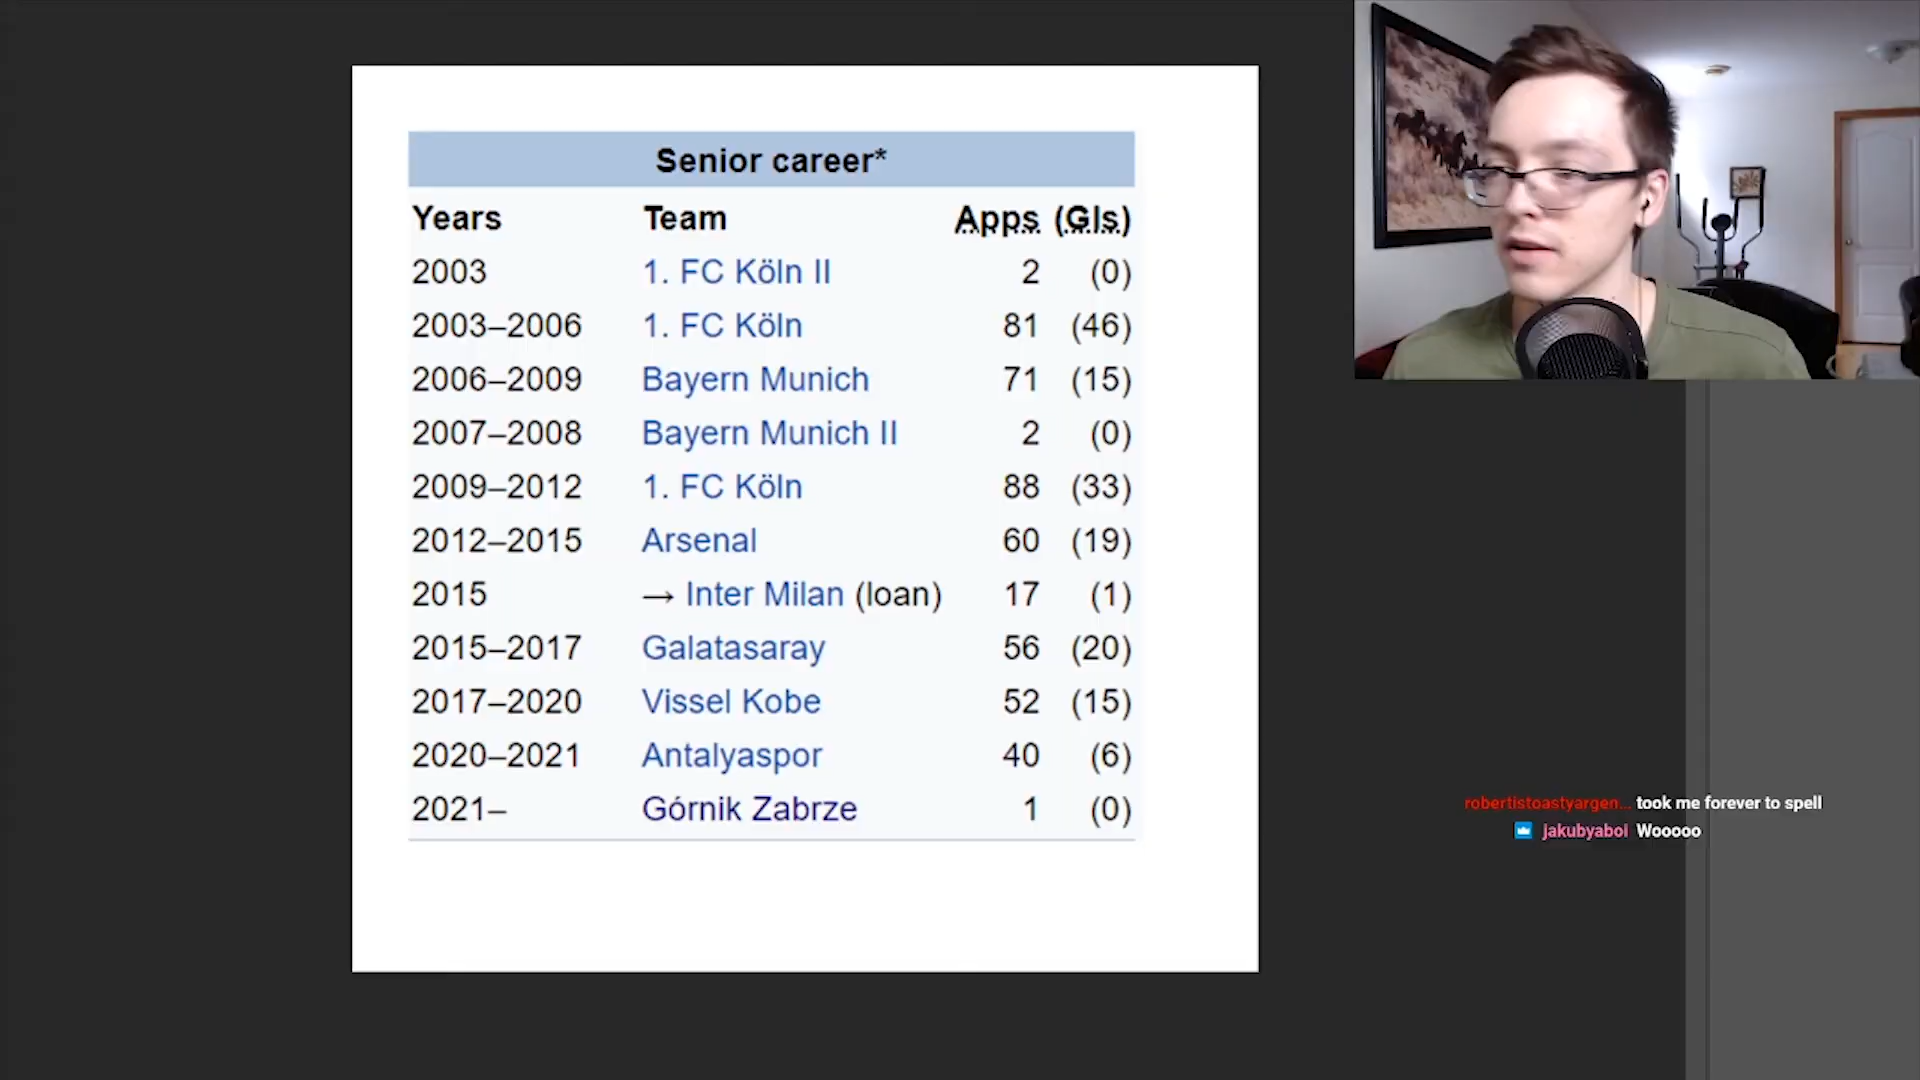 Senior career*
Years Team Apps (Gls)
2003 1. FC Köln II 2 (0)
2003–2006 1. FC Köln 81 (46)
2006–2009 Bayern Munich 71 (15)
2007–2008 Bayern Munich II 2 (0)
2009–2012 1. FC Köln 88 (33)
2012–2015 Arsenal 60 (19)
2015 → Inter Milan (loan) 17 (1)
2015–2017 Galatasaray 56 (20)
2017–2020 Vissel Kobe 52 (15)
2020–2021 Antalyaspor 40 (6)
2021– Górnik Zabrze 1 (0)
robertistoastyargen... took me forever to spell
jakubyabol Wooooo